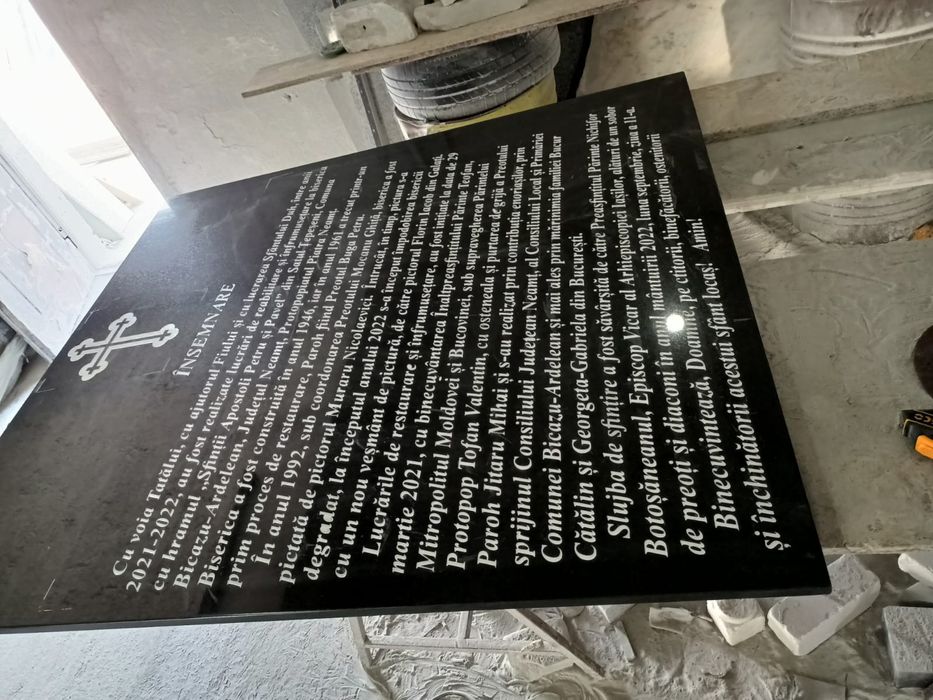 ÎNSEMNARE
Cu voia Tatălui, cu ajutorul Fiului și cu lucrarea Sfântului Duh, între anii
2021-2022, au fost realizate lucrări de reabilitare și înfrumusețare la biserica
cu hramul „Sfinții Apostoli Petru și Pavel” din Satul Țepeșeni, Comuna
Bicazu-Ardelean, Județul Neamț, Protopopiatul Piatra Neamț.
Biserica a fost construită în anul 1946, iar în anul 1961 a trecut printr-un
prim proces de restaurare, Paroh fiind Preotul Buga Petru.
În anul 1992, sub coordonarea Preotului Mocanu Ghiță, biserica a fost
pictată de pictorul Muraru Nicolaevici. Întrucât, în timp, pictura s-a
degradat, la începutul anului 2022 s-a început împodobirea bisericii
cu un nou veșmânt de pictură, de către pictorul Florin Iacob din Galați.
Lucrările de restaurare și înfrumusețare, au fost inițiate la data de 29
martie 2021, cu binecuvântarea Înaltpreasfințitului Părinte Teofan,
Mitropolitul Moldovei și Bucovinei, sub supravegherea Părintelui
Protopop Toțan Valentin, cu osteneala și purtarea de grijă a Preotului
Paroh Jitaru Mihai și s-au realizat prin contribuția enoriașilor, prin
sprijinul Consiliului Județean Neamț, al Consiliului Local și Primăriei
Comunei Bicazu-Ardelean și mai ales prin mărinimia familiei Bucur
Cătălin și Georgeta-Gabriela din București.
Slujba de sfințire a fost săvârșită de către Preasfințitul Părinte Nichifor
Botoșăneanul, Episcop Vicar al Arhiepiscopiei Iașilor, alături de un sobor
de preoți și diaconi în anul mântuirii 2022, luna septembrie, ziua a 11-a.
Binecuvintează, Doamne, pe ctitorii, binefăcătorii, ostenitorii
și închinătorii acestui sfânt locaș! Amin!